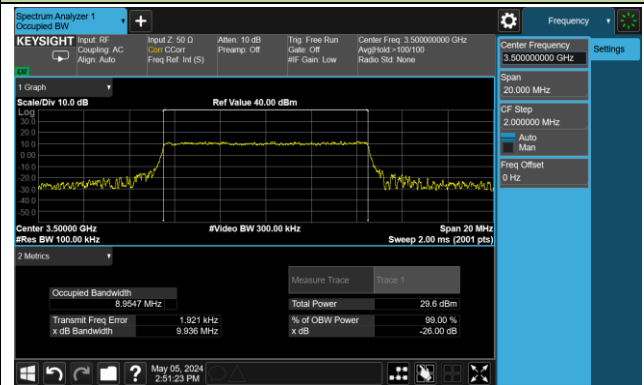 Spectrum Analyzer 1
Occupied BW
Frequency
KEYSIGHT
Input: RF
Coupling: AC
Align: Auto
Input Z: 50 Ω
Corr CCorr
Freq Ref: Int (S)
Atten: 10 dB
Preamp: Off
Trig: Free Run
Gate: Off
#IF Gain: Low
Center Freq: 3.500000000 GHz
Avg|Hold:>100/100
Radio Std: None
Center Frequency
3.500000000 GHz
Settings
Span
20.000 MHz
CF Step
2.000000 MHz
Auto
Man
Freq Offset
0 Hz
1 Graph
Scale/Div 10.0 dB
Ref Value 40.00 dBm
Log
30.0
20.0
10.0
0.00
-10.0
-20.0
-30.0
-40.0
-50.0
Center 3.50000 GHz
#Video BW 300.00 kHz
Span 20 MHz
#Res BW 100.00 kHz
Sweep 2.00 ms (2001 pts)
2 Metrics
Measure Trace
Trace 1
Occupied Bandwidth
8.9547 MHz
Total Power
29.6 dBm
Transmit Freq Error
1.921 kHz
% of OBW Power
99.00 %
x dB Bandwidth
9.936 MHz
x dB
-26.00 dB
?
May 05, 2024
2:51:23 PM